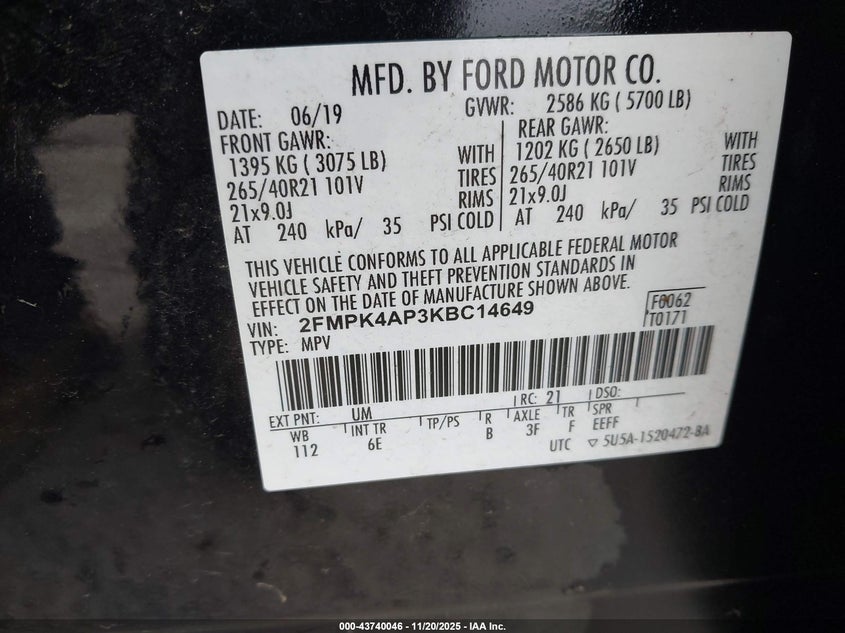 MFD. BY FORD MOTOR CO.
DATE: 06/19 GVWR: 2586 KG ( 5700 LB)
FRONT GAWR: REAR GAWR:
1395 KG ( 3075 LB) WITH 1202 KG ( 2650 LB) WITH
265/40R21 101V TIRES 265/40R21 101V TIRES
21x9.0J RIMS 21x9.0J RIMS
AT 240 kPa/ 35 PSI COLD AT 240 kPa/ 35 PSI COLD
THIS VEHICLE CONFORMS TO ALL APPLICABLE FEDERAL MOTOR
VEHICLE SAFETY AND THEFT PREVENTION STANDARDS IN
EFFECT ON THE DATE OF MANUFACTURE SHOWN ABOVE.
VIN: 2FMPK4AP3KBC14649 F0062
TYPE: MPV T0171
EXT PNT: UM RC: 21 DSO:
WB INT TR TP/PS R AXLE TR SPR
112 6E B 3F F EEFF
UTC ▽ 5U5A-1520472-BA
000-43740046 - 11/20/2025 - IAA Inc.